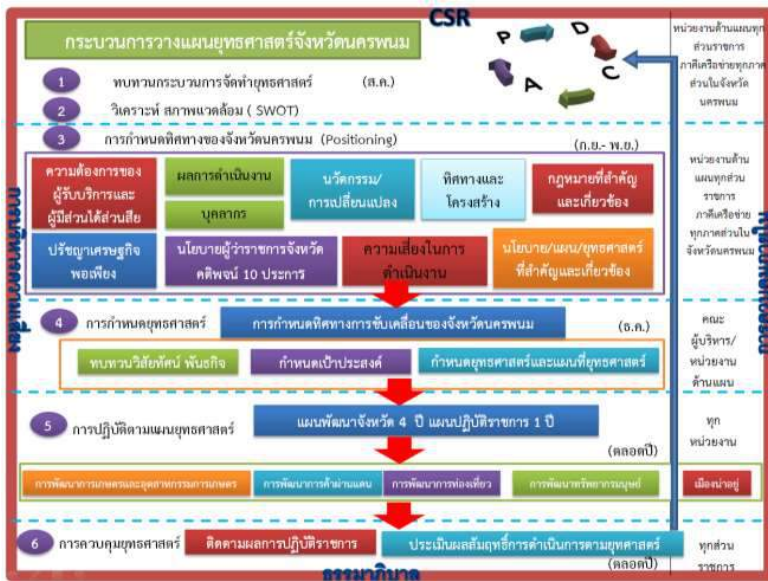 CSR
กระบวนการวางแผนยุทธศาสตร์จังหวัดนครพนม
P
D
C
A
หน่วยงานด้านแผนทุก
ส่วนราชการ
ภาคีเครือข่ายทุกภาค
ส่วนในจังหวัด
นครพนม
1 ทบทวนกระบวนการจัดทำยุทธศาสตร์ (ส.ค.)
2 วิเคราะห์ สภาพแวดล้อม ( SWOT)
3 การกำหนดทิศทางของจังหวัดนครพนม (Positioning)
(ก.ย.- พ.ย.)
ความต้องการของ
ผู้รับบริการและ
ผู้มีส่วนได้ส่วนสีย
ผลการดำเนินงาน
บุคลากร
นวัตกรรม/
การเปลี่ยนแปลง
ทิศทางและ
โครงสร้าง
กฎหมายที่สำคัญ
และเกี่ยวข้อง
หน่วยงานด้าน
แผนทุกส่วน
ราชการ
ภาคีเครือข่าย
ทุกภาคส่วนใน
จังหวัดนครพนม
ปรัชญาเศรษฐกิจ
พอเพียง
นโยบายผู้ว่าราชการจังหวัด
คติพจน์ 10 ประการ
ความเสี่ยงในการ
ดำเนินงาน
นโยบาย/แผน/ยุทธศาสตร์
ที่สำคัญและเกี่ยวข้อง
การบริหารความเสี่ยง
4 การกำหนดยุทธศาสตร์
การกำหนดทิศทางการขับเคลื่อนของจังหวัดนครพนม
(ธ.ค.)
ทบทวนวิสัยทัศน์ พันธกิจ
กำหนดเป้าประสงค์
กำหนดยุทธศาสตร์และแผนที่ยุทธศาสตร์
คณะ
ผู้บริหาร/
หน่วยงาน
ด้านแผน
5 การปฏิบัติตามแผนยุทธศาสตร์
แผนพัฒนาจังหวัด 4 ปี แผนปฏิบัติราชการ 1 ปี
(ตลอดปี)
ทุก
หน่วยงาน
การพัฒนาการเกษตรและอุตสาหกรรมการเกษตร
การพัฒนาการค้าผ่านแดน
การพัฒนาการท่องเที่ยว
การพัฒนาทรัพยากรมนุษย์
เมืองน่าอยู่
6 การควบคุมยุทธศาสตร์
ติดตามผลการปฏิบัติราชการ
ประเมินผลสัมฤทธิ์การดำเนินการตามยุทศาสตร์
(ตลอดปี)
ทุกส่วน
ราชการ
ธรรมาภิบาล